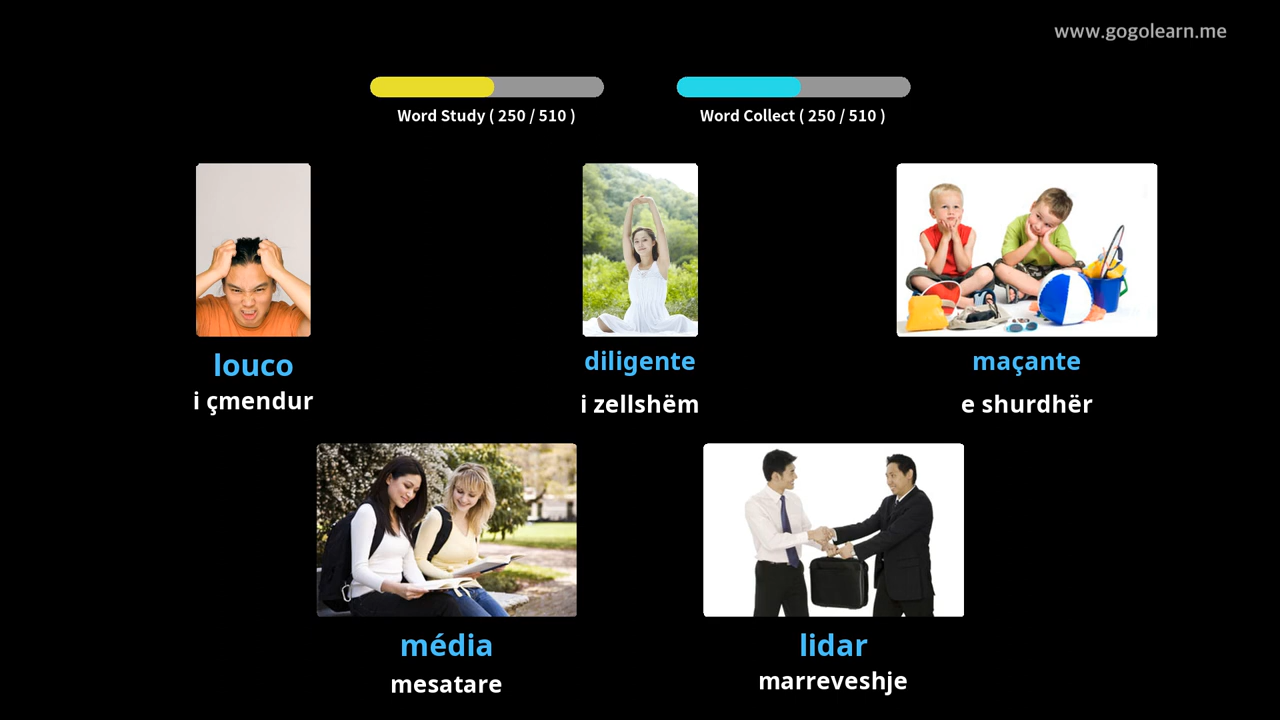 www.gogolearn.me
Word Study ( 250 / 510 )
Word Collect ( 250 / 510 )
louco
i çmendur
diligente
i zellshëm
maçante
e shurdhër
média
mesatare
lidar
marreveshje